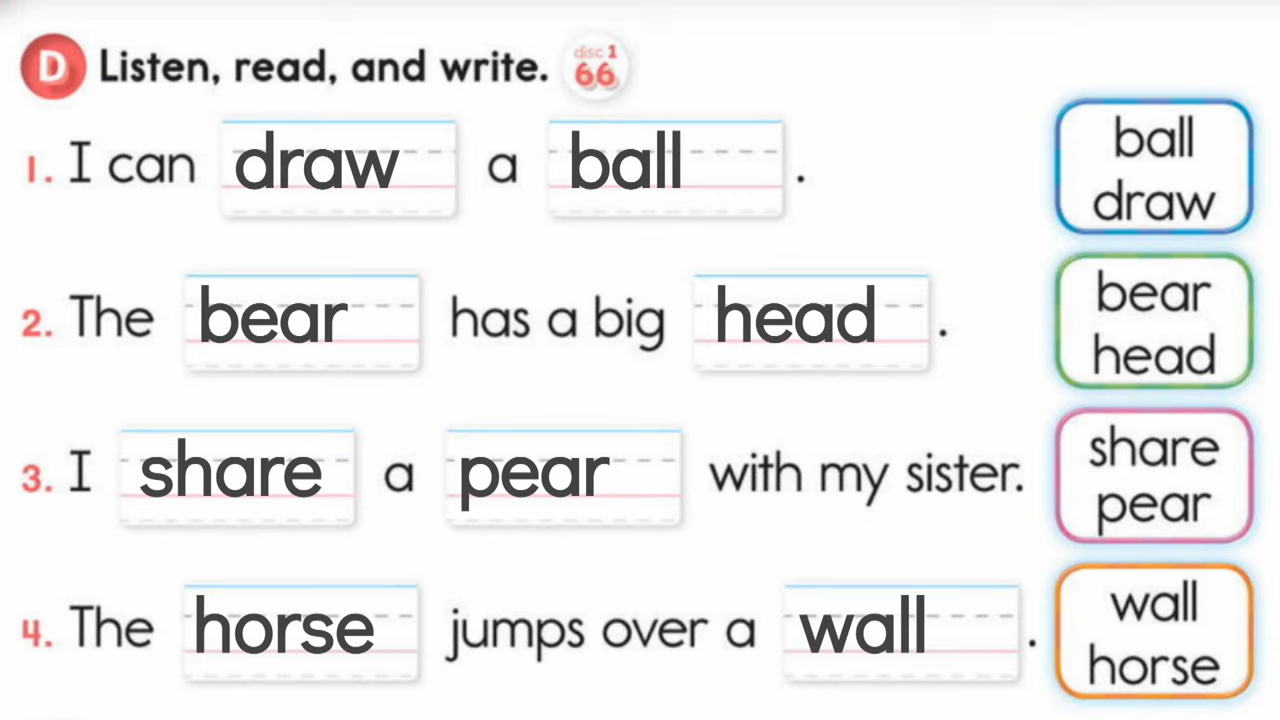 D Listen, read, and write. disc 1 66
1. I can draw a ball.
ball
draw
2. The bear has a big head.
bear
head
3. I share a pear with my sister.
share
pear
4. The horse jumps over a wall.
wall
horse